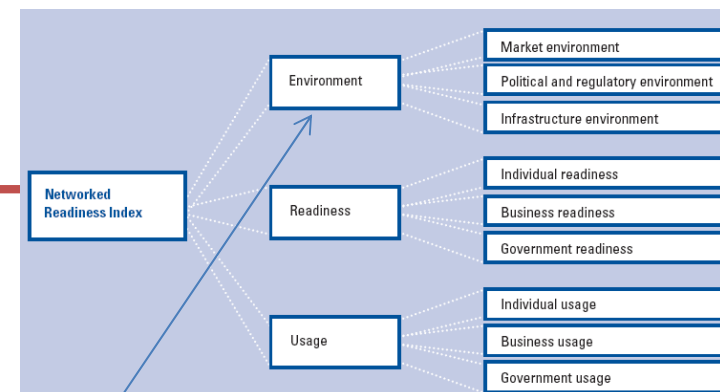 Networked
Readiness Index
Environment
Market environment
Political and regulatory environment
Infrastructure environment
Readiness
Individual readiness
Business readiness
Government readiness
Usage
Individual usage
Business usage
Government usage